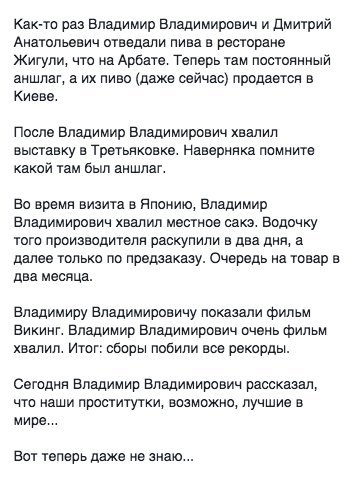 Как-то раз Владимир Владимирович и Дмитрий
Анатольевич отведали пива в ресторане
Жигули, что на Арбате. Теперь там постоянный
аншлаг, а их пиво (даже сейчас) продается в
Киеве.
После Владимир Владимирович хвалил
выставку в Третьяковке. Наверняка помните
какой там был аншлаг.
Во время визита в Японию, Владимир
Владимирович хвалил местное сакэ. Водочку
того производителя раскупили в два дня, а
далее только по предзаказу. Очередь на товар в
два месяца.
Владимиру Владимировичу показали фильм
Викинг. Владимир Владимирович очень фильм
хвалил. Итог: сборы побили все рекорды.
Сегодня Владимир Владимирович рассказал,
что наши проститутки, возможно, лучшие в
мире...
Вот теперь даже не знаю...